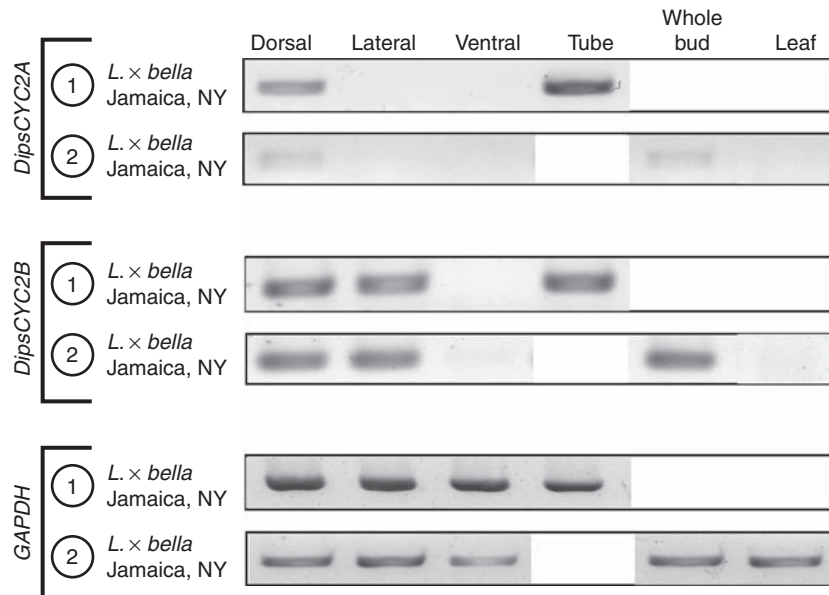 Dorsal Lateral Ventral Tube Whole bud Leaf
DipsCYC2A
1 L. × bella
Jamaica, NY
2 L. × bella
Jamaica, NY
DipsCYC2B
1 L. × bella
Jamaica, NY
2 L. × bella
Jamaica, NY
GAPDH
1 L. × bella
Jamaica, NY
2 L. × bella
Jamaica, NY